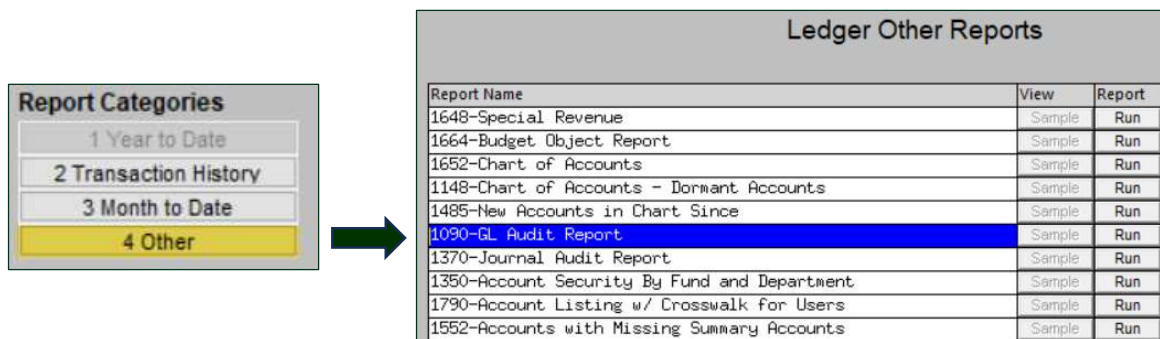 Report Categories
1 Year to Date
2 Transaction History
3 Month to Date
4 Other
Ledger Other Reports
Report Name View Report
1648-Special Revenue Sample Run
1664-Budget Object Report Sample Run
1652-Chart of Accounts Sample Run
1148-Chart of Accounts - Dormant Accounts Sample Run
1485-New Accounts in Chart Since Sample Run
1090-GL Audit Report Sample Run
1370-Journal Audit Report Sample Run
1350-Account Security By Fund and Department Sample Run
1790-Account Listing w/ Crosswalk for Users Sample Run
1552-Accounts with Missing Summary Accounts Sample Run